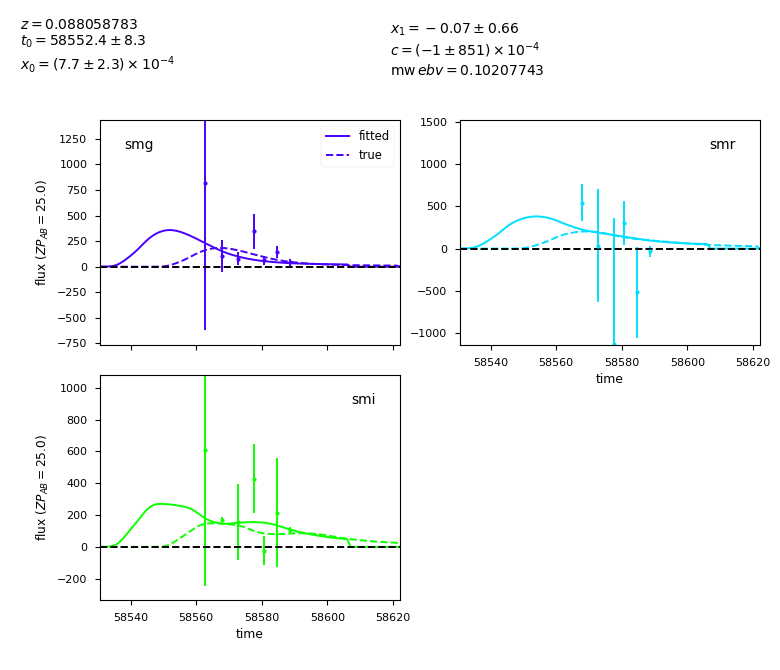 z = 0.088058783
t₀ = 58552.4 ± 8.3
x₀ = (7.7 ± 2.3) × 10⁻⁴
x₁ = −0.07 ± 0.66
c = (−1 ± 851) × 10⁻⁴
mw ebv = 0.10207743
smg
fitted
true
1250
1000
750
500
250
0
−250
−500
−750
flux (ZP_AB = 25.0)
smr
1500
1000
500
0
−500
−1000
58540 58560 58580 58600 58620
time
smi
1000
800
600
400
200
0
−200
flux (ZP_AB = 25.0)
58540 58560 58580 58600 58620
time